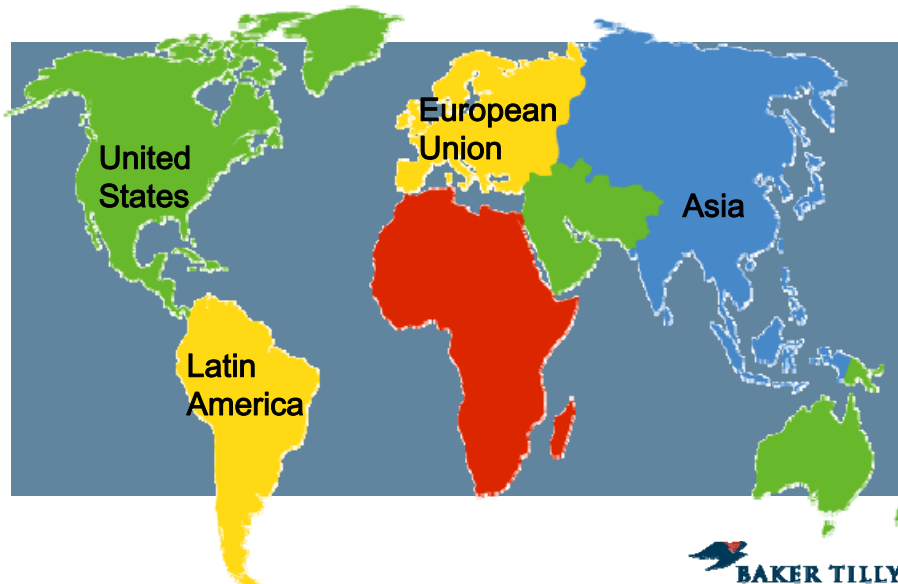 European
Union
United
States
Asia
Latin
America
BAKER TILLY